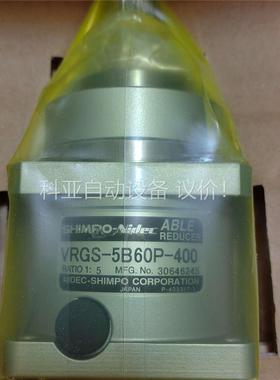 科亚自动设备 议价!
SHIMPO-Nidec ABLE
REDUCER
VRGS-5B60P-400
RATIO 1: 5 MFG. No. 30646245
NIDEC-SHIMPO CORPORATION
JAPAN